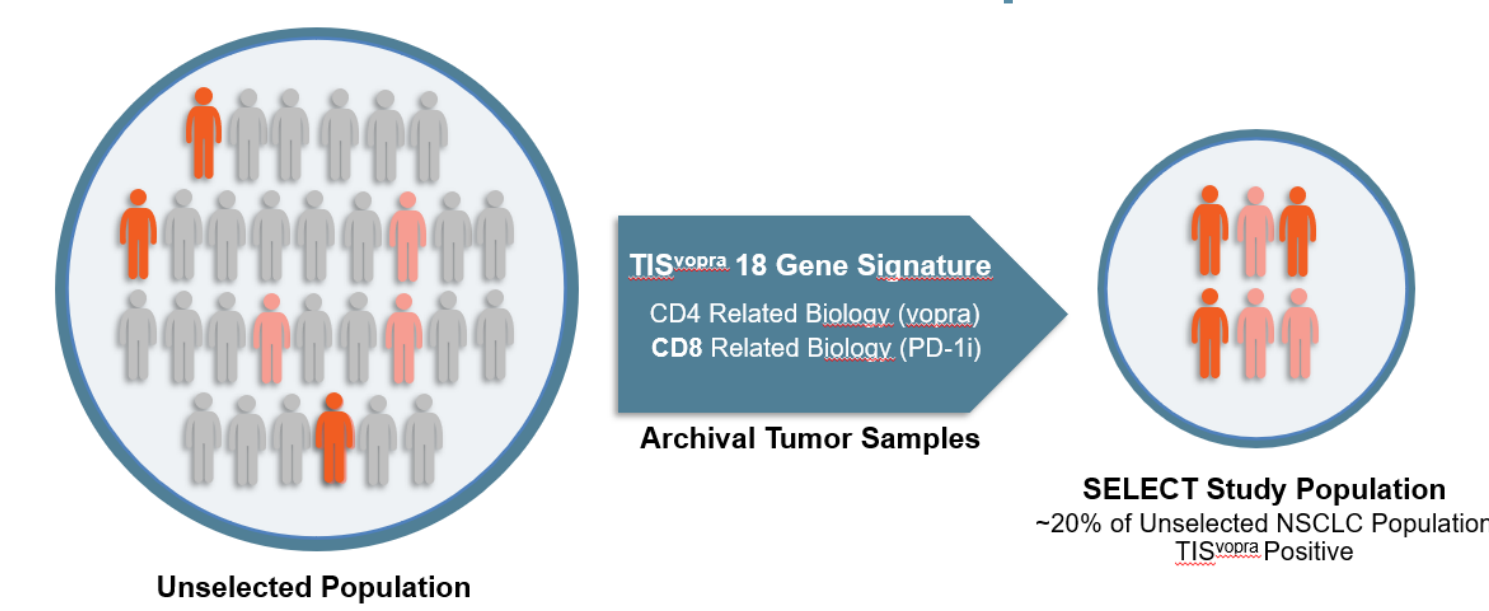 TISvopra 18 Gene Signature
CD4 Related Biology (vopra)
CD8 Related Biology (PD-1i)
Archival Tumor Samples
SELECT Study Population
~20% of Unselected NSCLC Population
TISvopra Positive
Unselected Population